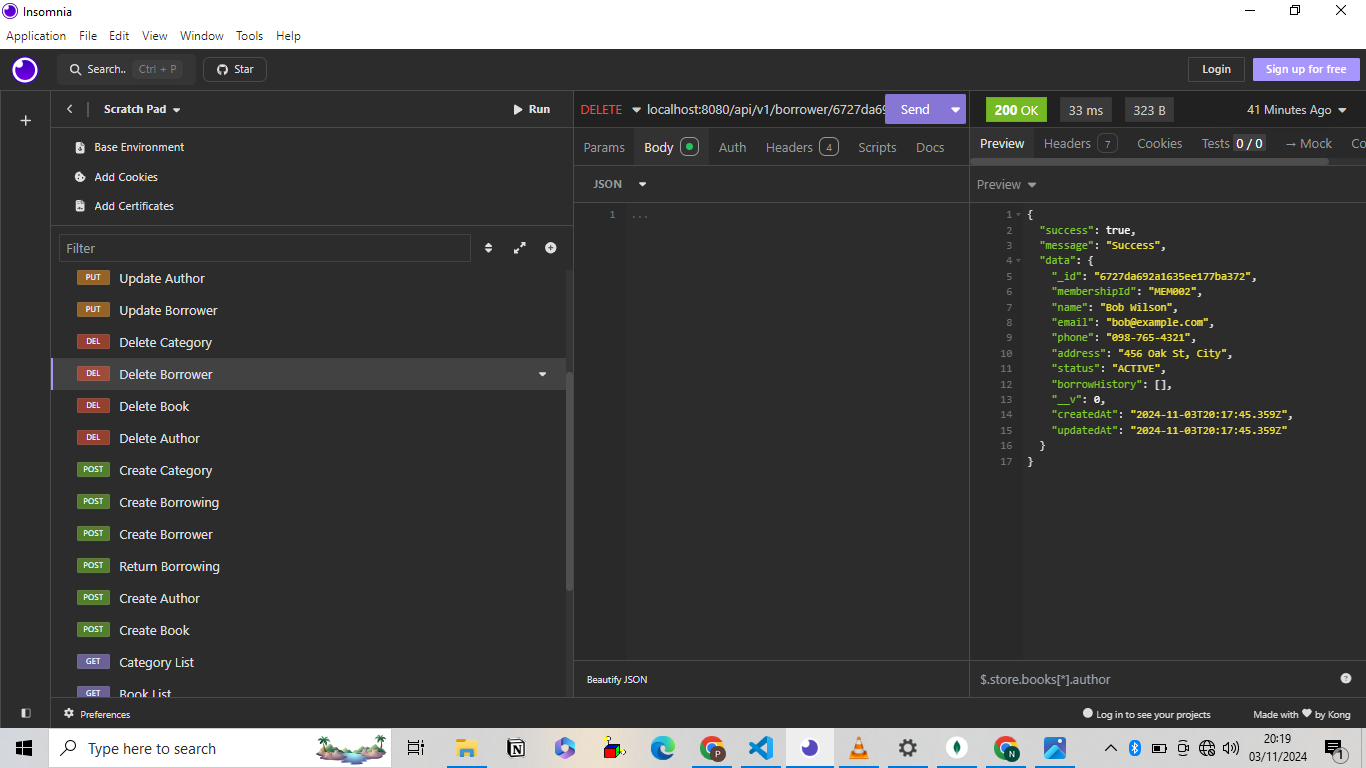 Insomnia
Application File Edit View Window Tools Help
Search.. Ctrl + P Star Login Sign up for free
Scratch Pad Run
DELETE localhost:8080/api/v1/borrower/6727da69 Send
200 OK 33 ms 323 B 41 Minutes Ago
Base Environment
Add Cookies
Add Certificates
Filter
PUT Update Author
PUT Update Borrower
DEL Delete Category
DEL Delete Borrower
DEL Delete Book
DEL Delete Author
POST Create Category
POST Create Borrowing
POST Create Borrower
POST Return Borrowing
POST Create Author
POST Create Book
GET Category List
GET Book List
Params Body Auth Headers 4 Scripts Docs
JSON
1 ...
Beautify JSON
Preview Headers 7 Cookies Tests 0 / 0 → Mock Co
Preview
1 {
2 "success": true,
3 "message": "Success",
4 "data": {
5 "_id": "6727da692a1635ee177ba372",
6 "membershipId": "MEM002",
7 "name": "Bob Wilson",
8 "email": "bob@example.com",
9 "phone": "098-765-4321",
10 "address": "456 Oak St, City",
11 "status": "ACTIVE",
12 "borrowHistory": [],
13 "__v": 0,
14 "createdAt": "2024-11-03T20:17:45.359Z",
15 "updatedAt": "2024-11-03T20:17:45.359Z"
16 }
17 }
$.store.books[*].author
Preferences Log in to see your projects Made with ♥ by Kong
Type here to search
P
N
20:19
03/11/2024
1